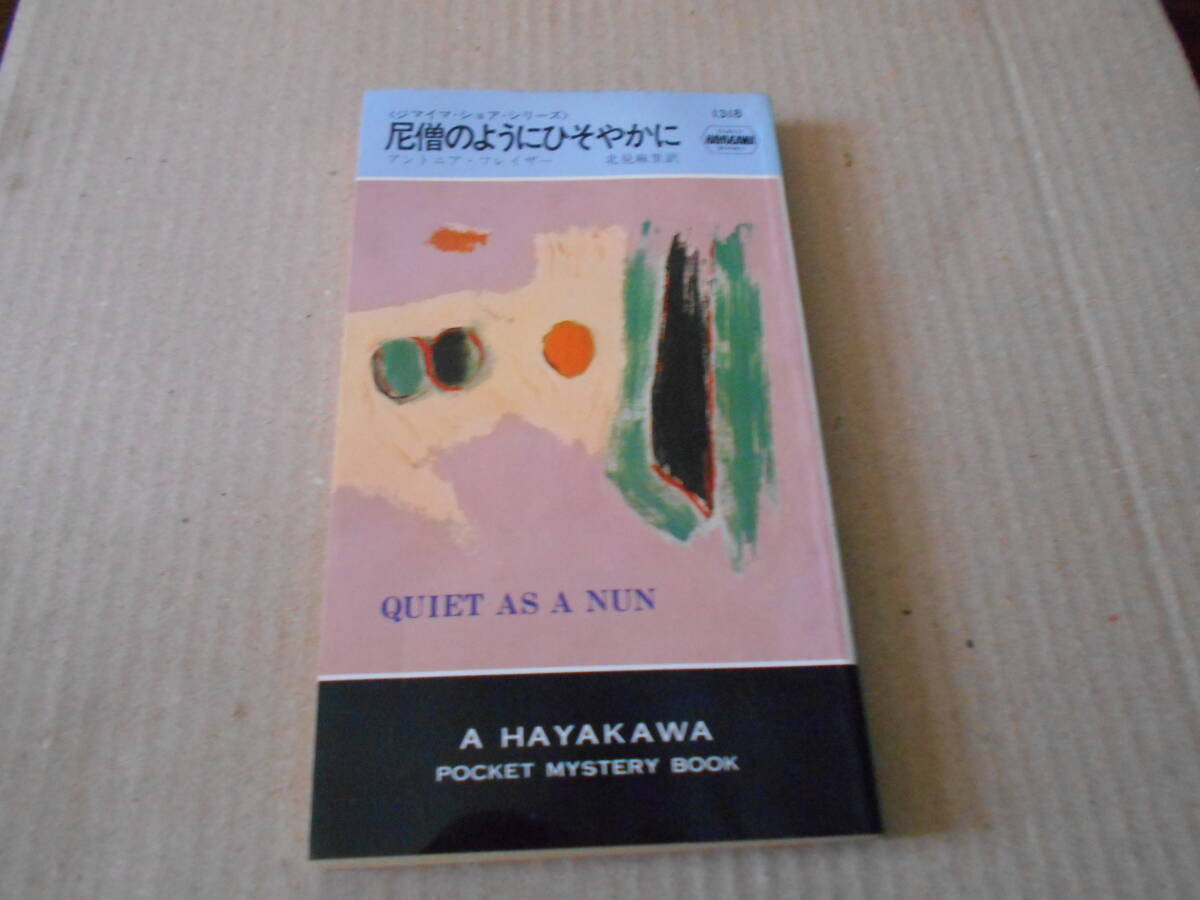 〈ジマイマ・ショア・シリーズ〉
1318
尼僧のようにひそやかに
HAYAKAWA
アントニア・フレイザー 訳
QUIET AS A NUN
A HAYAKAWA
POCKET MYSTERY BOOK